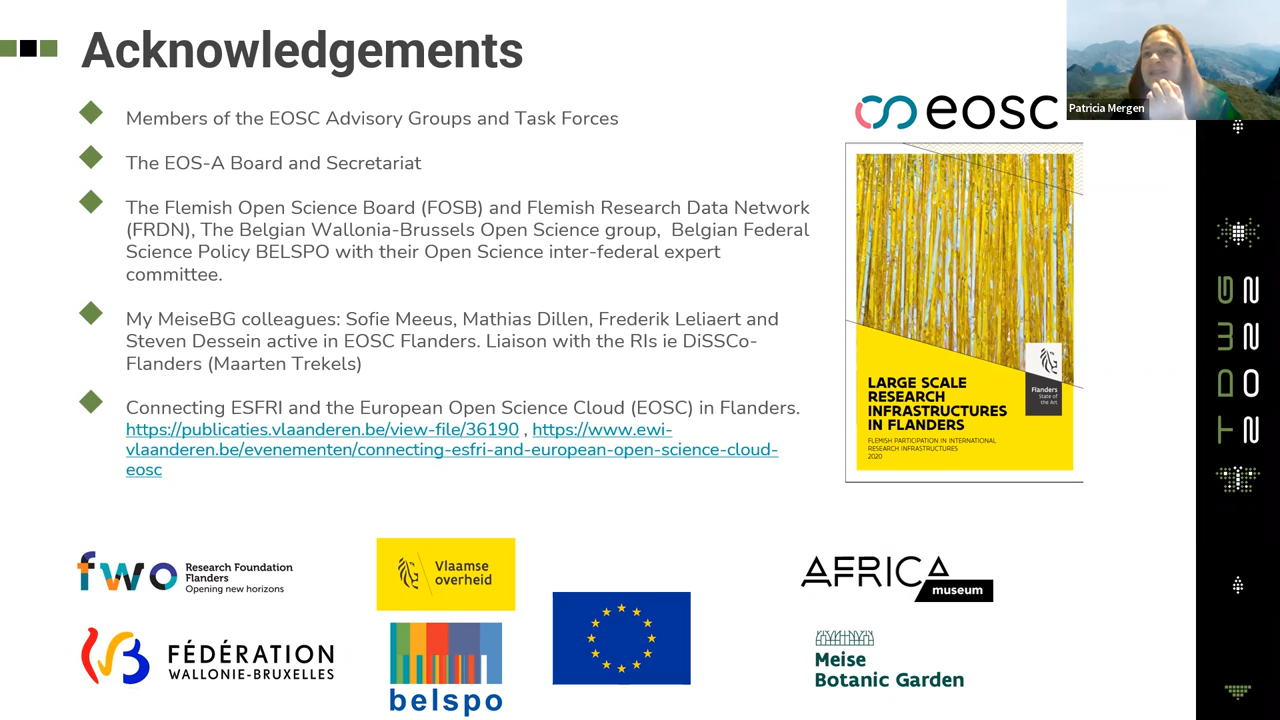 Acknowledgements
Members of the EOSC Advisory Groups and Task Forces
The EOS-A Board and Secretariat
The Flemish Open Science Board (FOSB) and Flemish Research Data Network
(FRDN), The Belgian Wallonia-Brussels Open Science group, Belgian Federal
Science Policy BELSPO with their Open Science inter-federal expert
committee.
My MeiseBG colleagues: Sofie Meeus, Mathias Dillen, Frederik Leliaert and
Steven Dessein active in EOSC Flanders. Liaison with the RIs ie DiSSCo-
Flanders (Maarten Trekels)
Connecting ESFRI and the European Open Science Cloud (EOSC) in Flanders.
https://publicaties.vlaanderen.be/view-file/36190 , https://www.ewi-
vlaanderen.be/evenementen/connecting-esfri-and-european-open-science-cloud-
eosc
eosc
Patricia Mergen
LARGE SCALE
RESEARCH
INFRASTRUCTURES
IN FLANDERS
FLEMISH PARTICIPATION IN INTERNATIONAL
RESEARCH INFRASTRUCTURES
2020
Flanders
State of
the Art
TDWG
2022
fwo
Research Foundation
Flanders
Opening new horizons
Vlaamse
overheid
AFRICA
museum
FÉDÉRATION
WALLONIE-BRUXELLES
belspo
Meise
Botanic Garden